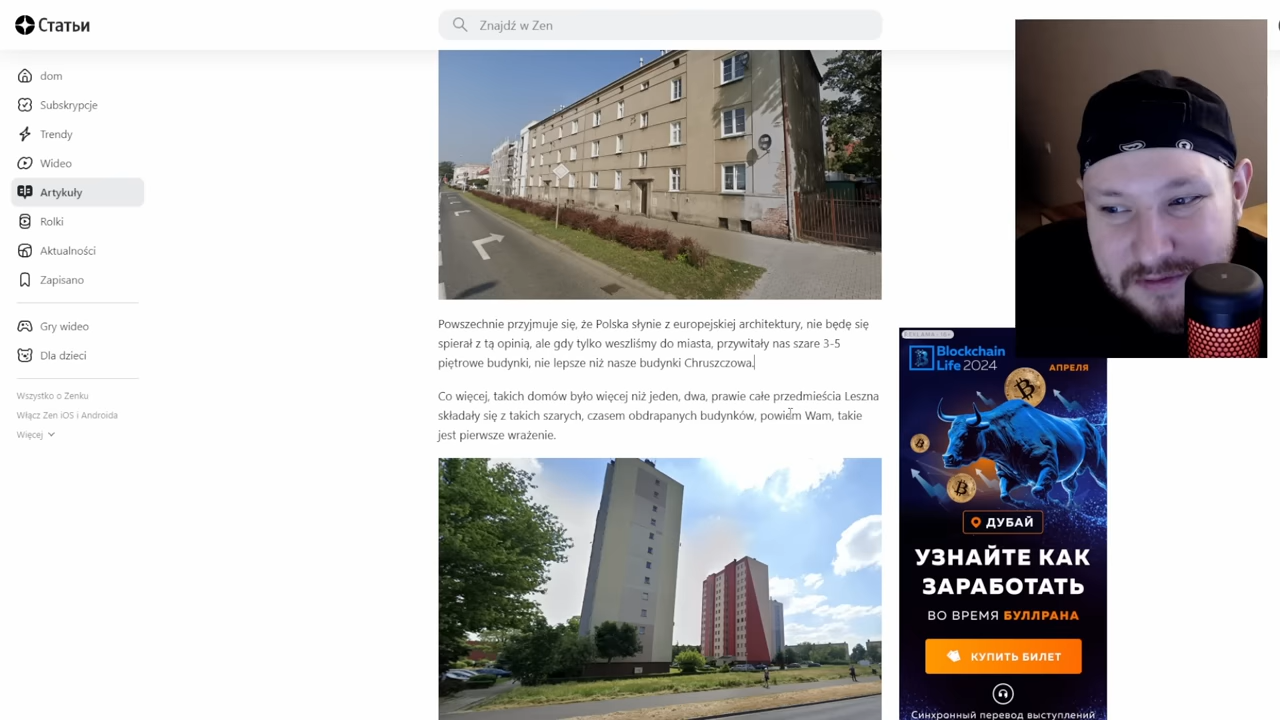 Статьи
Znajdź w Zen
dom
Subskrypcje
Trendy
Wideo
Artykuły
Rolki
Aktualności
Zapisano
Gry wideo
Dla dzieci
Wszystko o Zenku
Włącz Zen iOS i Androida
Więcej
Powszechnie przyjmuje się, że Polska słynie z europejskiej architektury, nie będę się
spierał z tą opinią, ale gdy tylko weszliśmy do miasta, przywitały nas szare 3-5
piętrowe budynki, nie lepsze niż nasze budynki Chruszczowa.
Co więcej, takich domów było więcej niż jeden, dwa, prawie całe przedmieścia Leszna
składały się z takich szarych, czasem obdrapanych budynków, powiem Wam, takie
jest pierwsze wrażenie.
Blockchain
Life 2024
АПРЕЛЯ
ДУБАЙ
УЗНАЙТЕ КАК
ЗАРАБОТАТЬ
ВО ВРЕМЯ БУЛЛРАНА
КУПИТЬ БИЛЕТ
Синхронный перевод выступлений